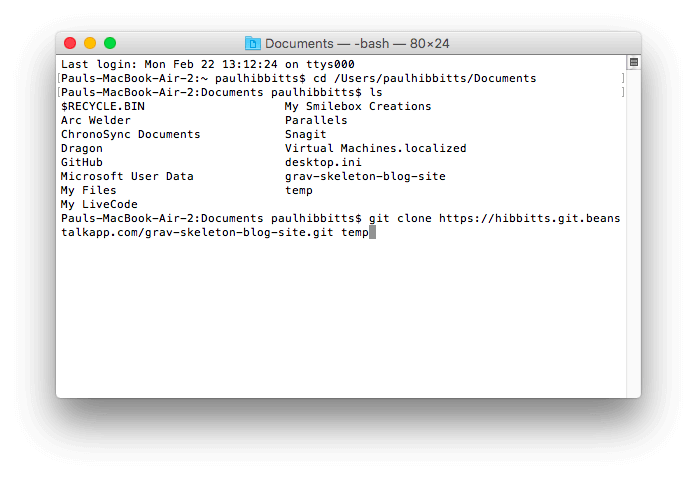 Documents — -bash — 80×24
Last login: Mon Feb 22 13:12:24 on ttys000
[Pauls-MacBook-Air-2:~ paulhibbitts$ cd /Users/paulhibbitts/Documents ]
[Pauls-MacBook-Air-2:Documents paulhibbitts$ ls ]
$RECYCLE.BIN My Smilebox Creations
Arc Welder Parallels
ChronoSync Documents Snagit
Dragon Virtual Machines.localized
GitHub desktop.ini
Microsoft User Data grav-skeleton-blog-site
My Files temp
My LiveCode
Pauls-MacBook-Air-2:Documents paulhibbitts$ git clone https://hibbitts.git.beans
talkapp.com/grav-skeleton-blog-site.git temp